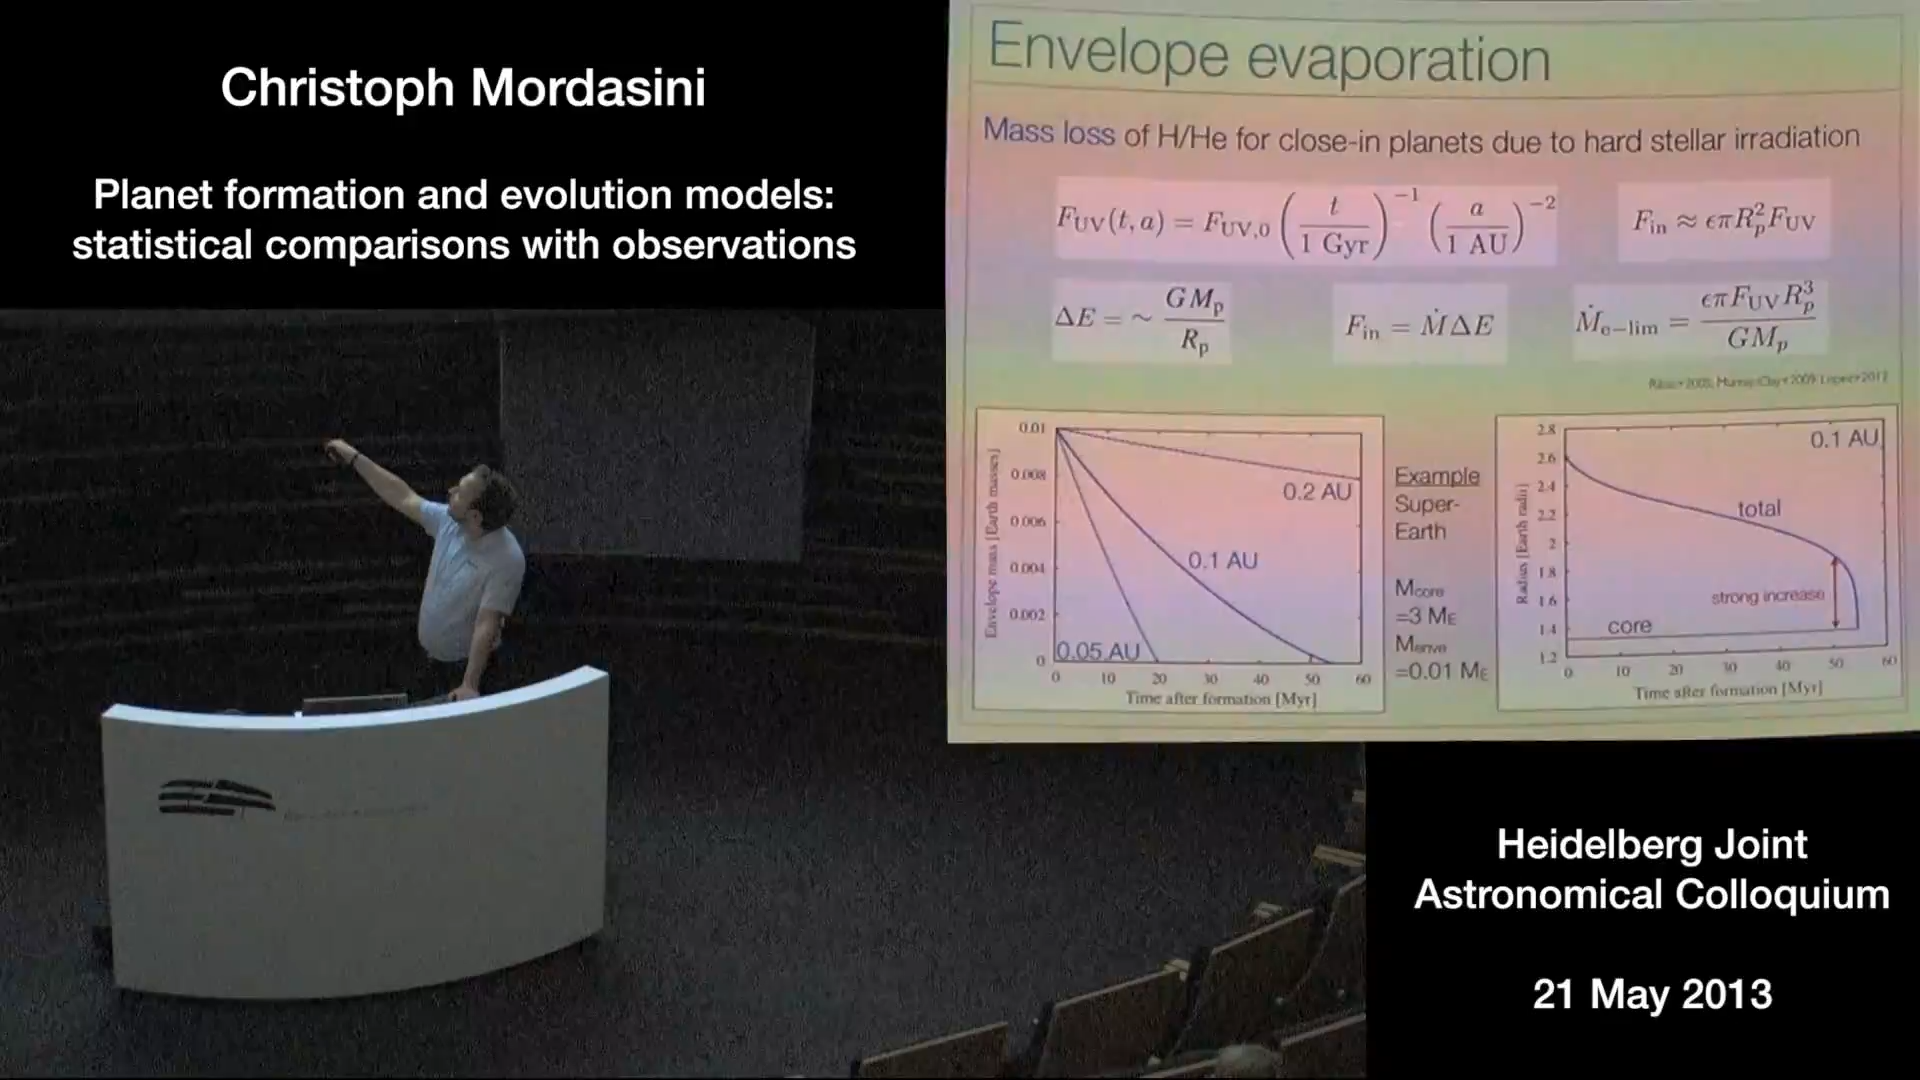 Christoph Mordasini
Planet formation and evolution models:
statistical comparisons with observations
Envelope evaporation
Mass loss of H/He for close-in planets due to hard stellar irradiation
F_UV(t, a) = F_UV,0 (t / 1 Gyr)^−1 (a / 1 AU)^−2
F_in ≈ επR_p^2 F_UV
ΔE = ~ GM_p / R_p
F_in = ṀΔE
Ṁ_e−lim = επF_UV R_p^3 / GM_p
0.01
0.008
0.006
0.004
0.002
0
Envelope mass [Earth masses]
0.2 AU
0.1 AU
0.05 AU
0 10 20 30 40 50 60
Time after formation [Myr]
Example
Super-
Earth
Mcore
=3 ME
Menve
=0.01 ME
2.8
2.6
2.4
2.2
2
1.8
1.6
1.4
1.2
Radius [Earth radii]
0.1 AU
total
strong increase
core
0 10 20 30 40 50 60
Time after formation [Myr]
Heidelberg Joint
Astronomical Colloquium
21 May 2013